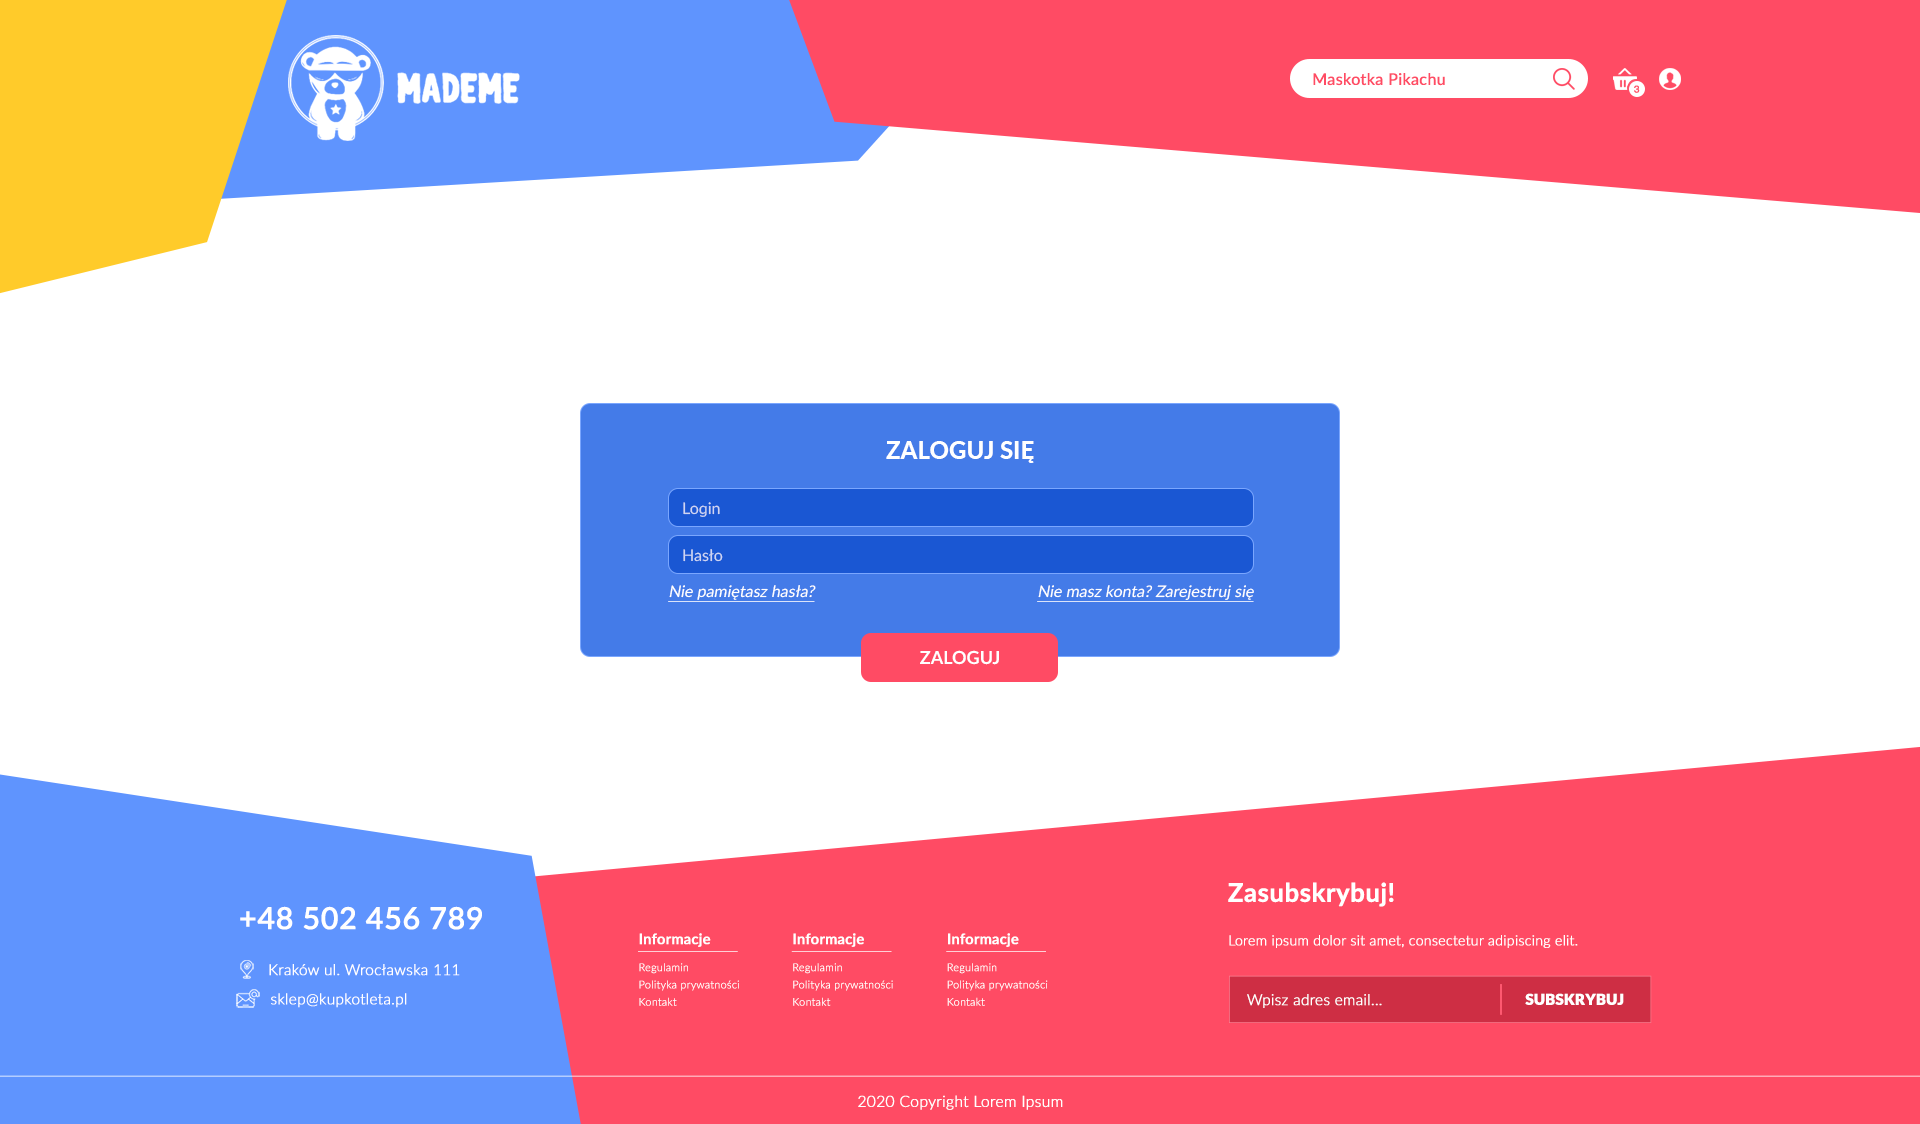 MADEME
Maskotka Pikachu
3
ZALOGUJ SIĘ
Login
Hasło
Nie pamiętasz hasła?
Nie masz konta? Zarejestruj się
ZALOGUJ
+48 502 456 789
Kraków ul. Wrocławska 111
sklep@kupkotleta.pl
Informacje
Regulamin
Polityka prywatności
Kontakt
Informacje
Regulamin
Polityka prywatności
Kontakt
Informacje
Regulamin
Polityka prywatności
Kontakt
Zasubskrybuj!
Lorem ipsum dolor sit amet, consectetur adipiscing elit.
Wpisz adres email...
SUBSKRYBUJ
2020 Copyright Lorem Ipsum